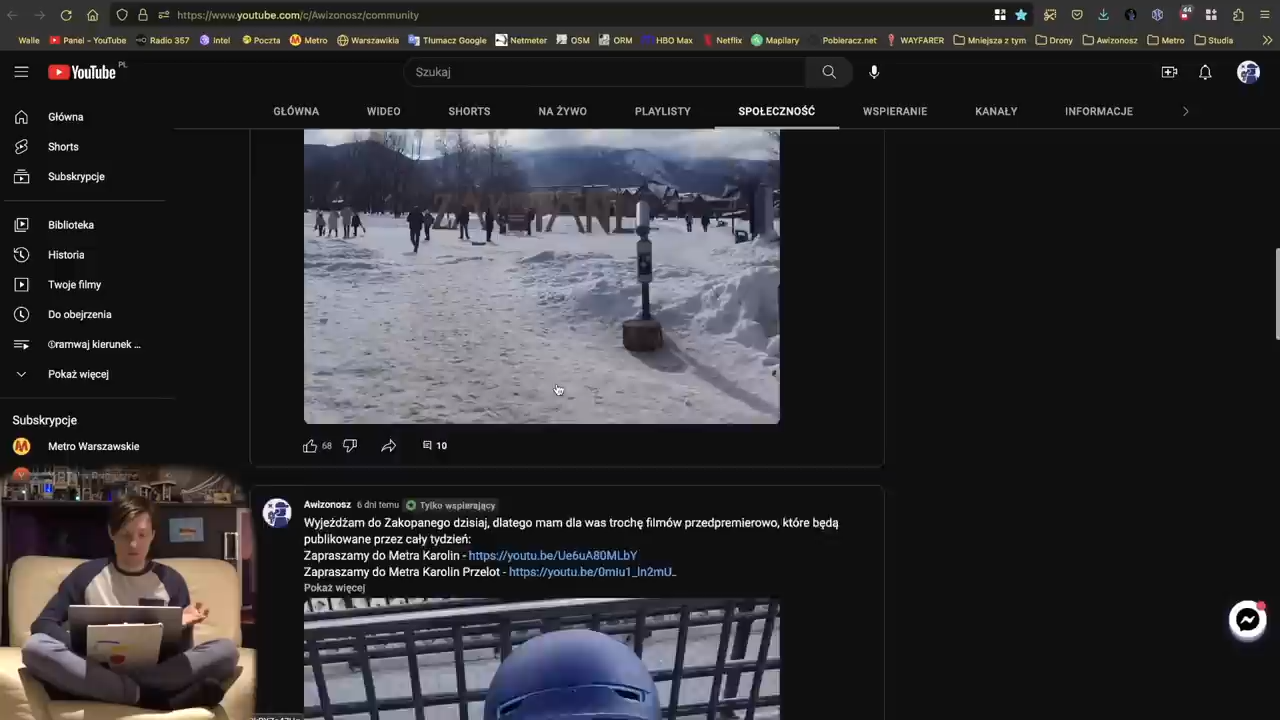 https://www.youtube.com/c/Awizonosz/community
44
Walle
Panel - YouTube
Radio 357
Intel
Poczta
Metro
Warszawikia
Tłumacz Google
Netmeter
OSM
ORM
HBO Max
Netflix
Mapilary
Pobieracz.net
WAYFARER
Mniejsza z tym
Drony
Awizonosz
Metro
Studia
YouTube PL
Szukaj
GŁÓWNA
WIDEO
SHORTS
NA ŻYWO
PLAYLISTY
SPOŁECZNOŚĆ
WSPIERANIE
KANAŁY
INFORMACJE
Główna
Shorts
Subskrypcje
Biblioteka
Historia
Twoje filmy
Do obejrzenia
©ramwaj kierunek ...
Pokaż więcej
Subskrypcje
Metro Warszawskie
68
10
Awizonosz 6 dni temu Tylko wspierający
Wyjeżdżam do Zakopanego dzisiaj, dlatego mam dla was trochę filmów przedpremierowo, które będą
publikowane przez cały tydzień:
Zapraszamy do Metra Karolin - https://youtu.be/Ue6uA80MLbY
Zapraszamy do Metra Karolin Przelot - https://youtu.be/0mlu1_ln2mU_
Pokaż więcej